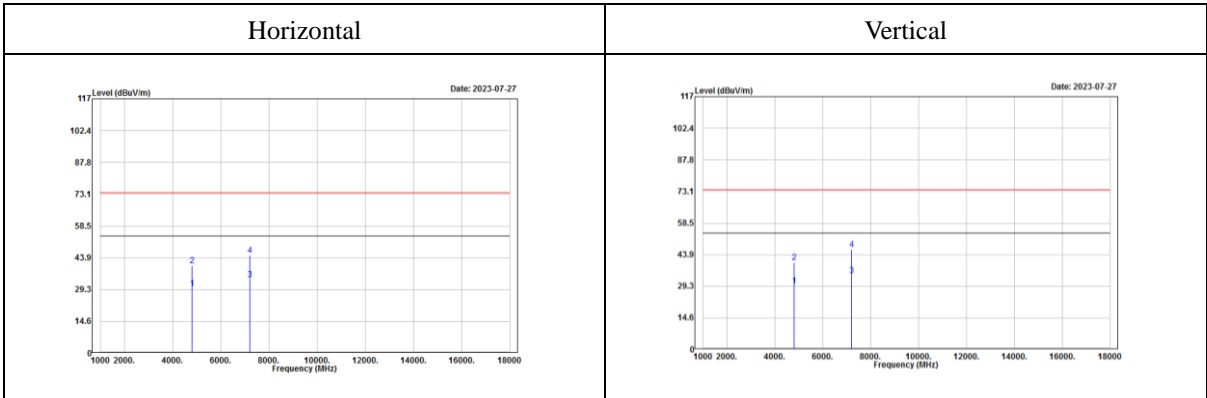 Horizontal
Vertical
Level (dBuV/m)
Date: 2023-07-27
117
102.4
87.8
73.1
58.5
43.9
29.3
14.6
0
2
1
4
3
1000 2000. 4000. 6000. 8000. 10000. 12000. 14000. 16000. 18000
Frequency (MHz)
Level (dBuV/m)
Date: 2023-07-27
117
102.4
87.8
73.1
58.5
43.9
29.3
14.6
0
2
1
4
3
1000 2000. 4000. 6000. 8000. 10000. 12000. 14000. 16000. 18000
Frequency (MHz)